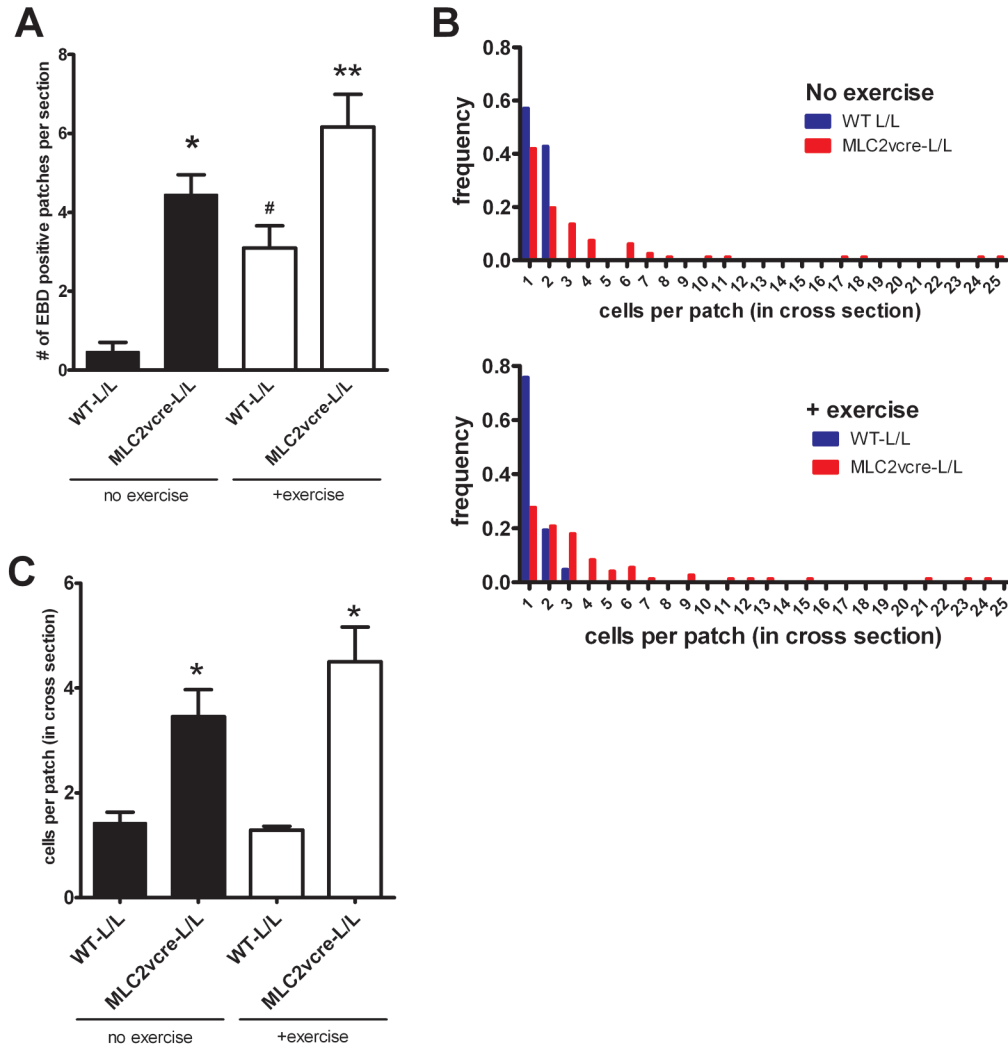 A
# of EBD positive patches per section
8
6
4
2
0
*
#
**
WT-L/L
MLC2vcre-L/L
WT-L/L
MLC2vcre-L/L
no exercise
+exercise
B
frequency
0.8
0.6
0.4
0.2
0.0
No exercise
WT L/L
MLC2vcre-L/L
1 2 3 4 5 6 7 8 9 10 11 12 13 14 15 16 17 18 19 20 21 22 23 24 25
cells per patch (in cross section)
frequency
0.8
0.6
0.4
0.2
0.0
+ exercise
WT-L/L
MLC2vcre-L/L
1 2 3 4 5 6 7 8 9 10 11 12 13 14 15 16 17 18 19 20 21 22 23 24 25
cells per patch (in cross section)
C
cells per patch (in cross section)
6
4
2
0
*
*
WT-L/L
MLC2vcre-L/L
WT-L/L
MLC2vcre-L/L
no exercise
+exercise